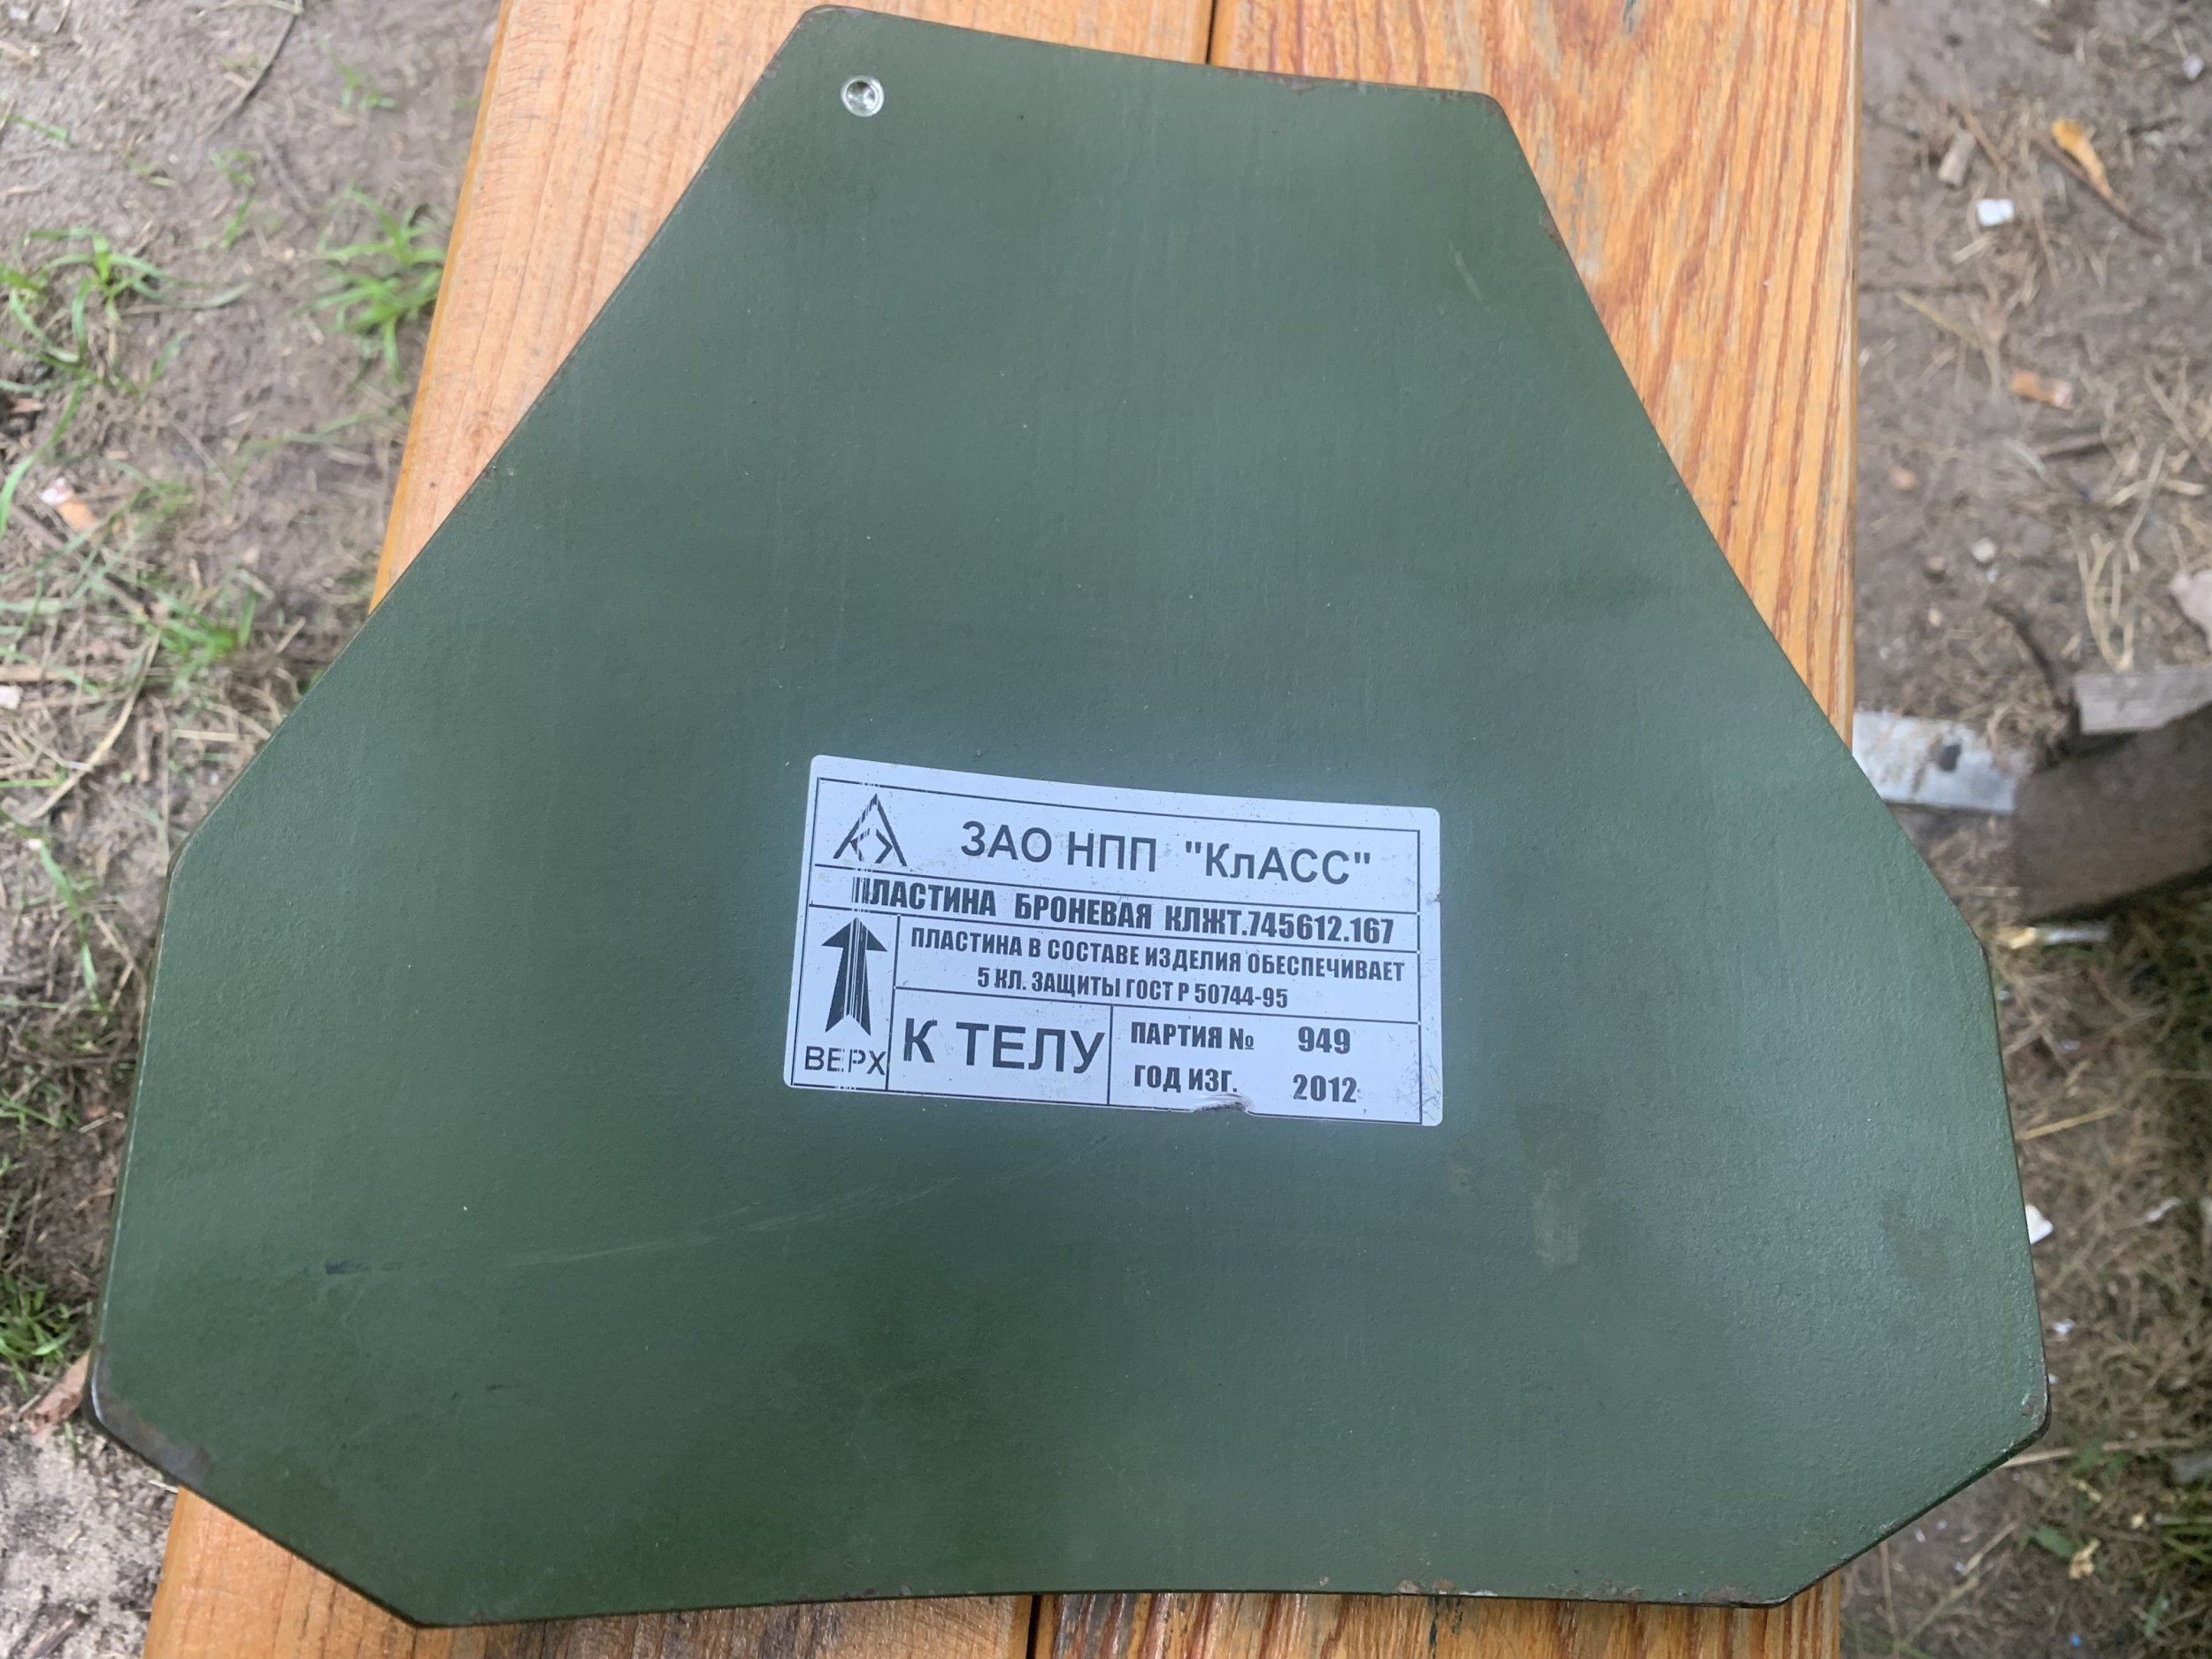 ЗАО НПП "КлАСС"
ПЛАСТИНА БРОНЕВАЯ КЛЖТ.745612.167
ПЛАСТИНА В СОСТАВЕ ИЗДЕЛИЯ ОБЕСПЕЧИВАЕТ
5 КЛ. ЗАЩИТЫ ГОСТ Р 50744-95
ВЕРХ
К ТЕЛУ
ПАРТИЯ № 949
ГОД ИЗГ. 2012